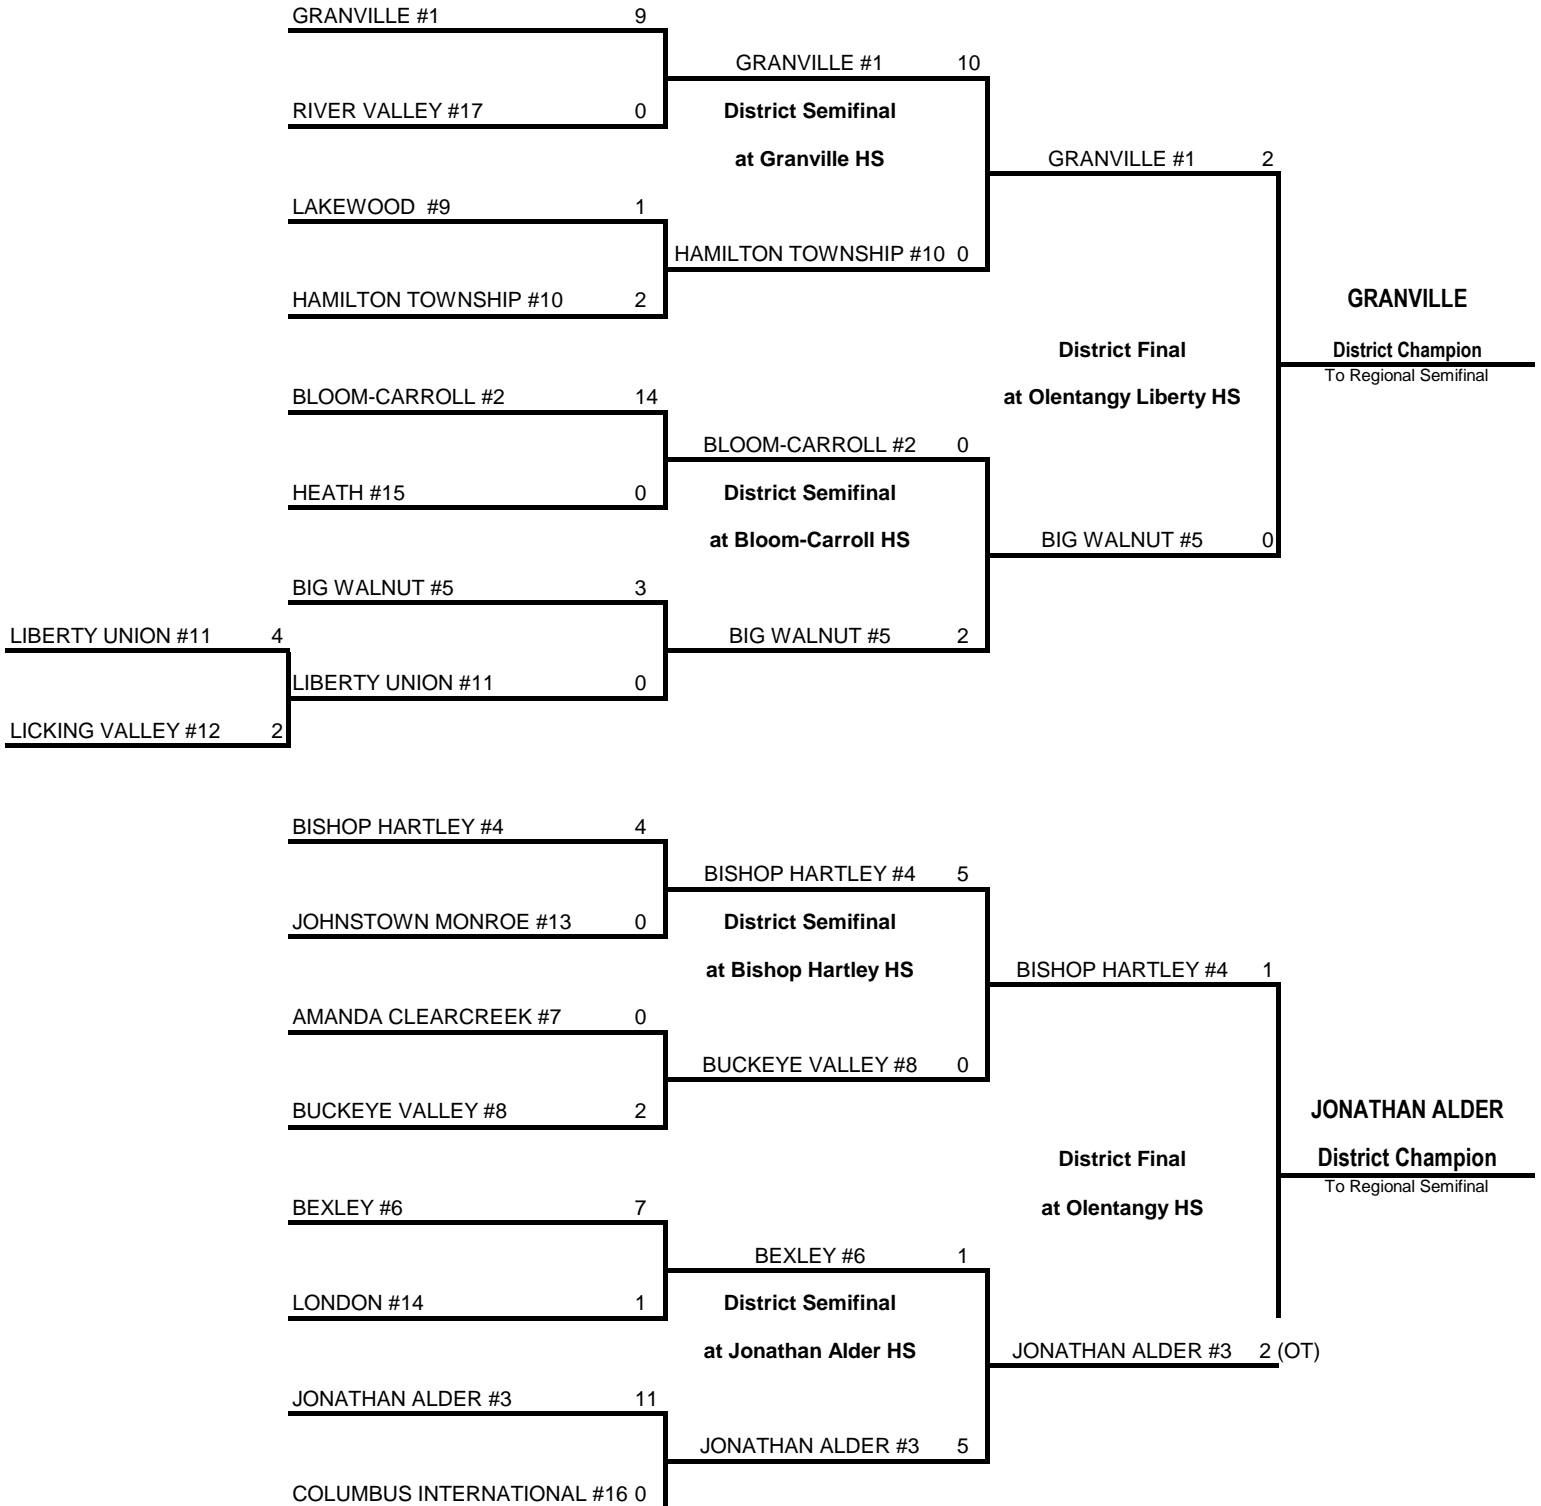 GRANVILLE #1 9
GRANVILLE #1 10
RIVER VALLEY #17 0
District Semifinal
at Granville HS
GRANVILLE #1 2
LAKEWOOD #9 1
HAMILTON TOWNSHIP #10 0
HAMILTON TOWNSHIP #10 2
GRANVILLE
District Final
District Champion
To Regional Semifinal
BLOOM-CARROLL #2 14
at Olentangy Liberty HS
BLOOM-CARROLL #2 0
HEATH #15 0
District Semifinal
at Bloom-Carroll HS
BIG WALNUT #5 0
BIG WALNUT #5 3
LIBERTY UNION #11 4
BIG WALNUT #5 2
LIBERTY UNION #11 0
LICKING VALLEY #12 2
BISHOP HARTLEY #4 4
BISHOP HARTLEY #4 5
JOHNSTOWN MONROE #13 0
District Semifinal
at Bishop Hartley HS
BISHOP HARTLEY #4 1
AMANDA CLEARCREEK #7 0
BUCKEYE VALLEY #8 0
BUCKEYE VALLEY #8 2
JONATHAN ALDER
District Final
District Champion
To Regional Semifinal
BEXLEY #6 7
at Olentangy HS
BEXLEY #6 1
LONDON #14 1
District Semifinal
at Jonathan Alder HS
JONATHAN ALDER #3 2 (OT)
JONATHAN ALDER #3 11
JONATHAN ALDER #3 5
COLUMBUS INTERNATIONAL #16 0